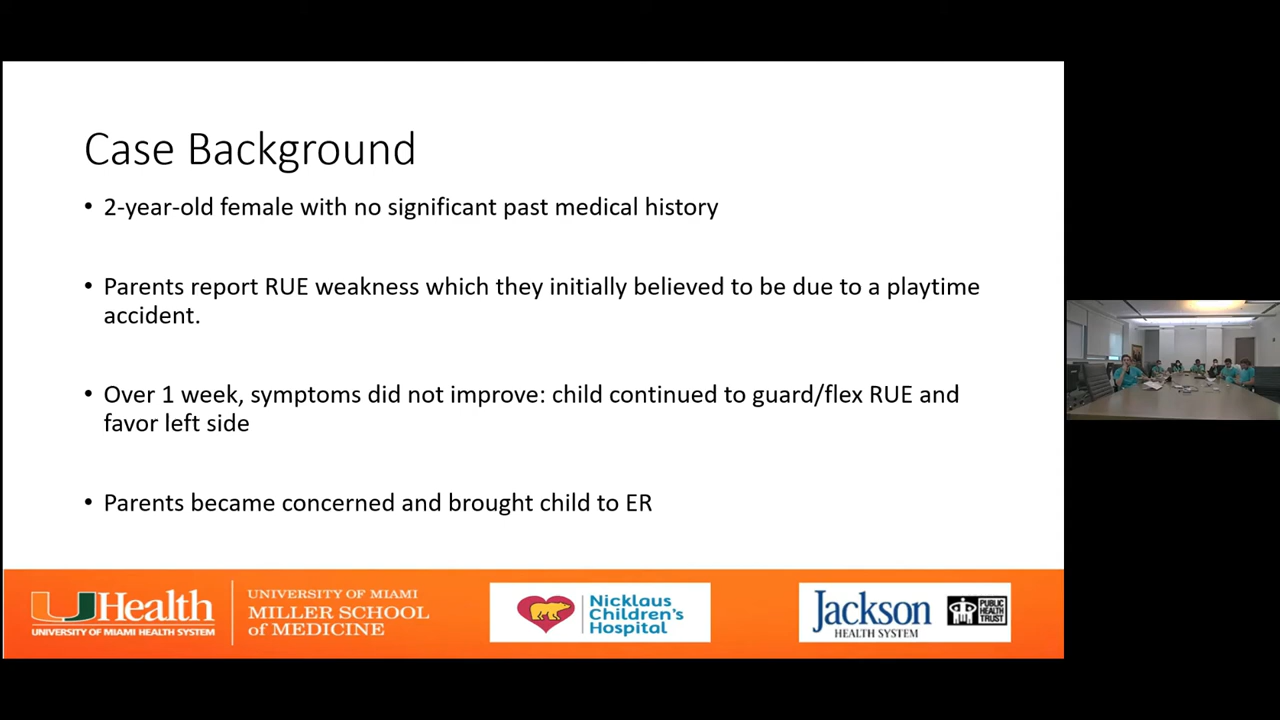 Case Background
• 2-year-old female with no significant past medical history
• Parents report RUE weakness which they initially believed to be due to a playtime
accident.
• Over 1 week, symptoms did not improve: child continued to guard/flex RUE and
favor left side
• Parents became concerned and brought child to ER
UHealth
UNIVERSITY OF MIAMI HEALTH SYSTEM
UNIVERSITY OF MIAMI
MILLER SCHOOL
of MEDICINE
Nicklaus
Children's
Hospital
Jackson
HEALTH SYSTEM
PUBLIC
HEALTH
TRUST